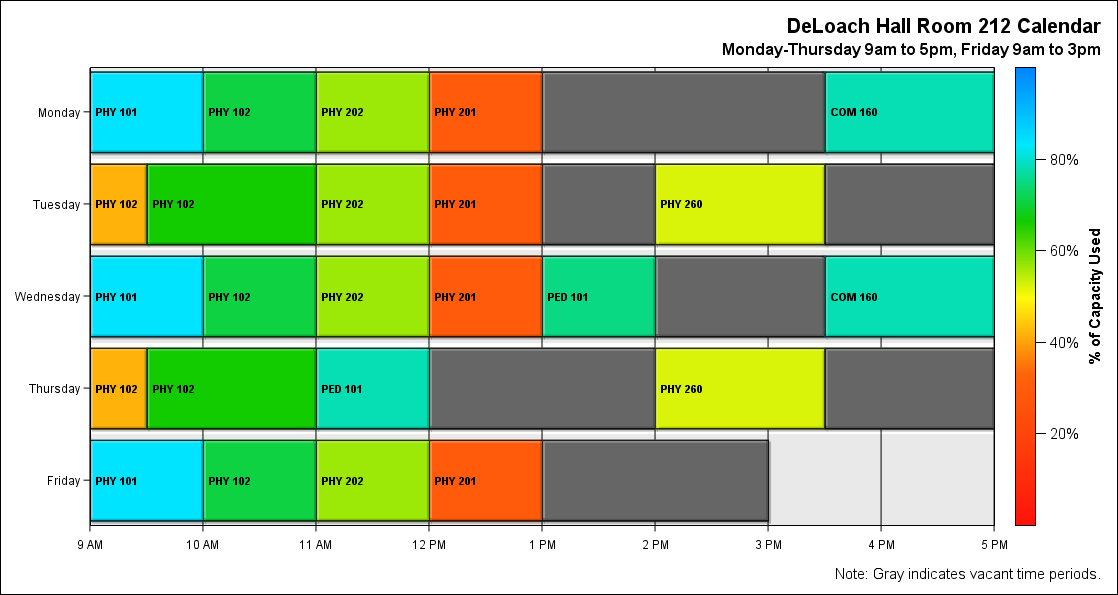 DeLoach Hall Room 212 Calendar
Monday-Thursday 9am to 5pm, Friday 9am to 3pm
Monday PHY 101 PHY 102 PHY 202 PHY 201 COM 160
80%
Tuesday PHY 102 PHY 102 PHY 202 PHY 201 PHY 260
60%
Wednesday PHY 101 PHY 102 PHY 202 PHY 201 PED 101 COM 160
% of Capacity Used
40%
Thursday PHY 102 PHY 102 PED 101 PHY 260
20%
Friday PHY 101 PHY 102 PHY 202 PHY 201
9 AM 10 AM 11 AM 12 PM 1 PM 2 PM 3 PM 4 PM 5 PM
Note: Gray indicates vacant time periods.